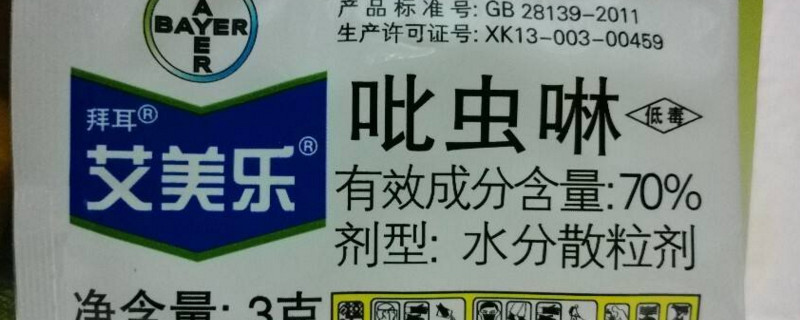 BAYER
BAYER
产品标准号: GB 28139-2011
生产许可证号: XK13-003-00459
拜耳®
艾美乐®
吡虫啉
低毒
有效成分含量:70%
剂型: 水分散粒剂
净含量: 3克